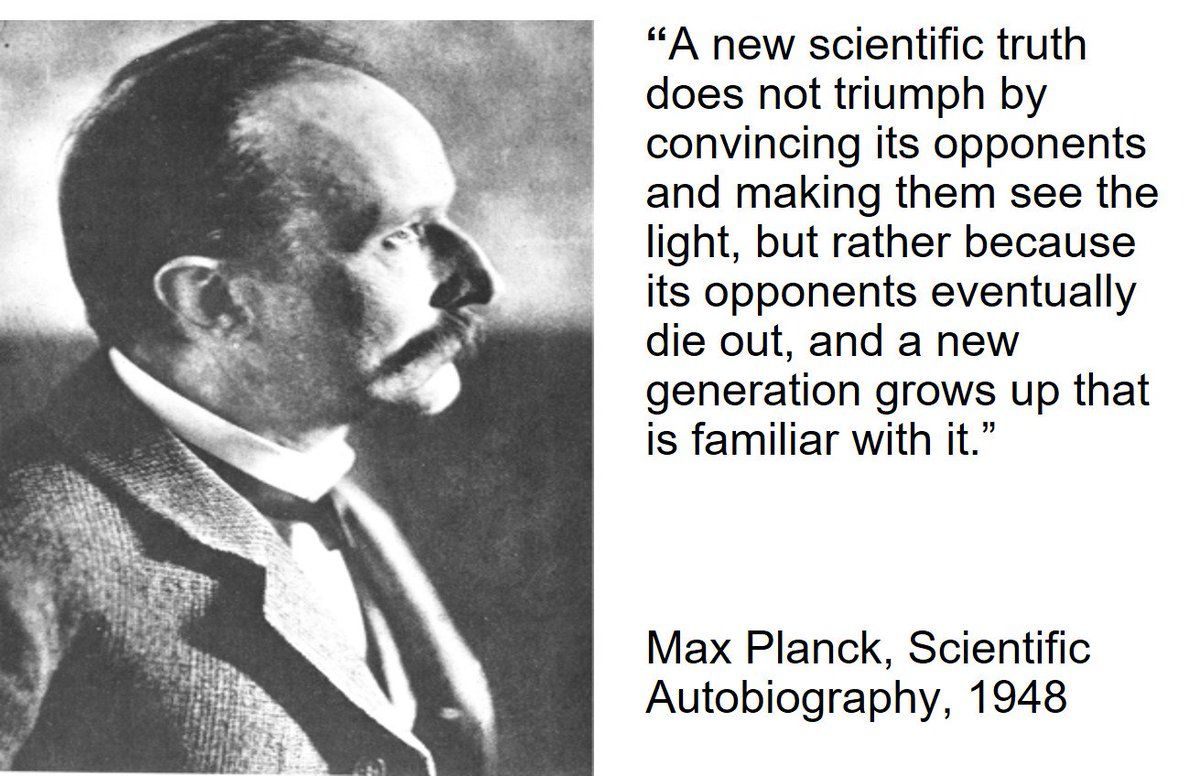 “A new scientific truth
does not triumph by
convincing its opponents
and making them see the
light, but rather because
its opponents eventually
die out, and a new
generation grows up that
is familiar with it.”
Max Planck, Scientific
Autobiography, 1948